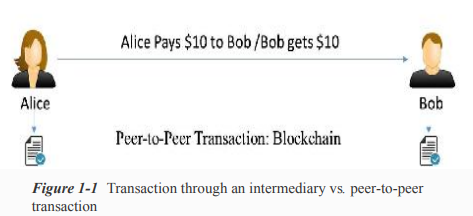 Alice Pays $10 to Bob /Bob gets $10
Alice
Bob
Peer-to-Peer Transaction: Blockchain
Figure 1-1 Transaction through an intermediary vs. peer-to-peer
transaction